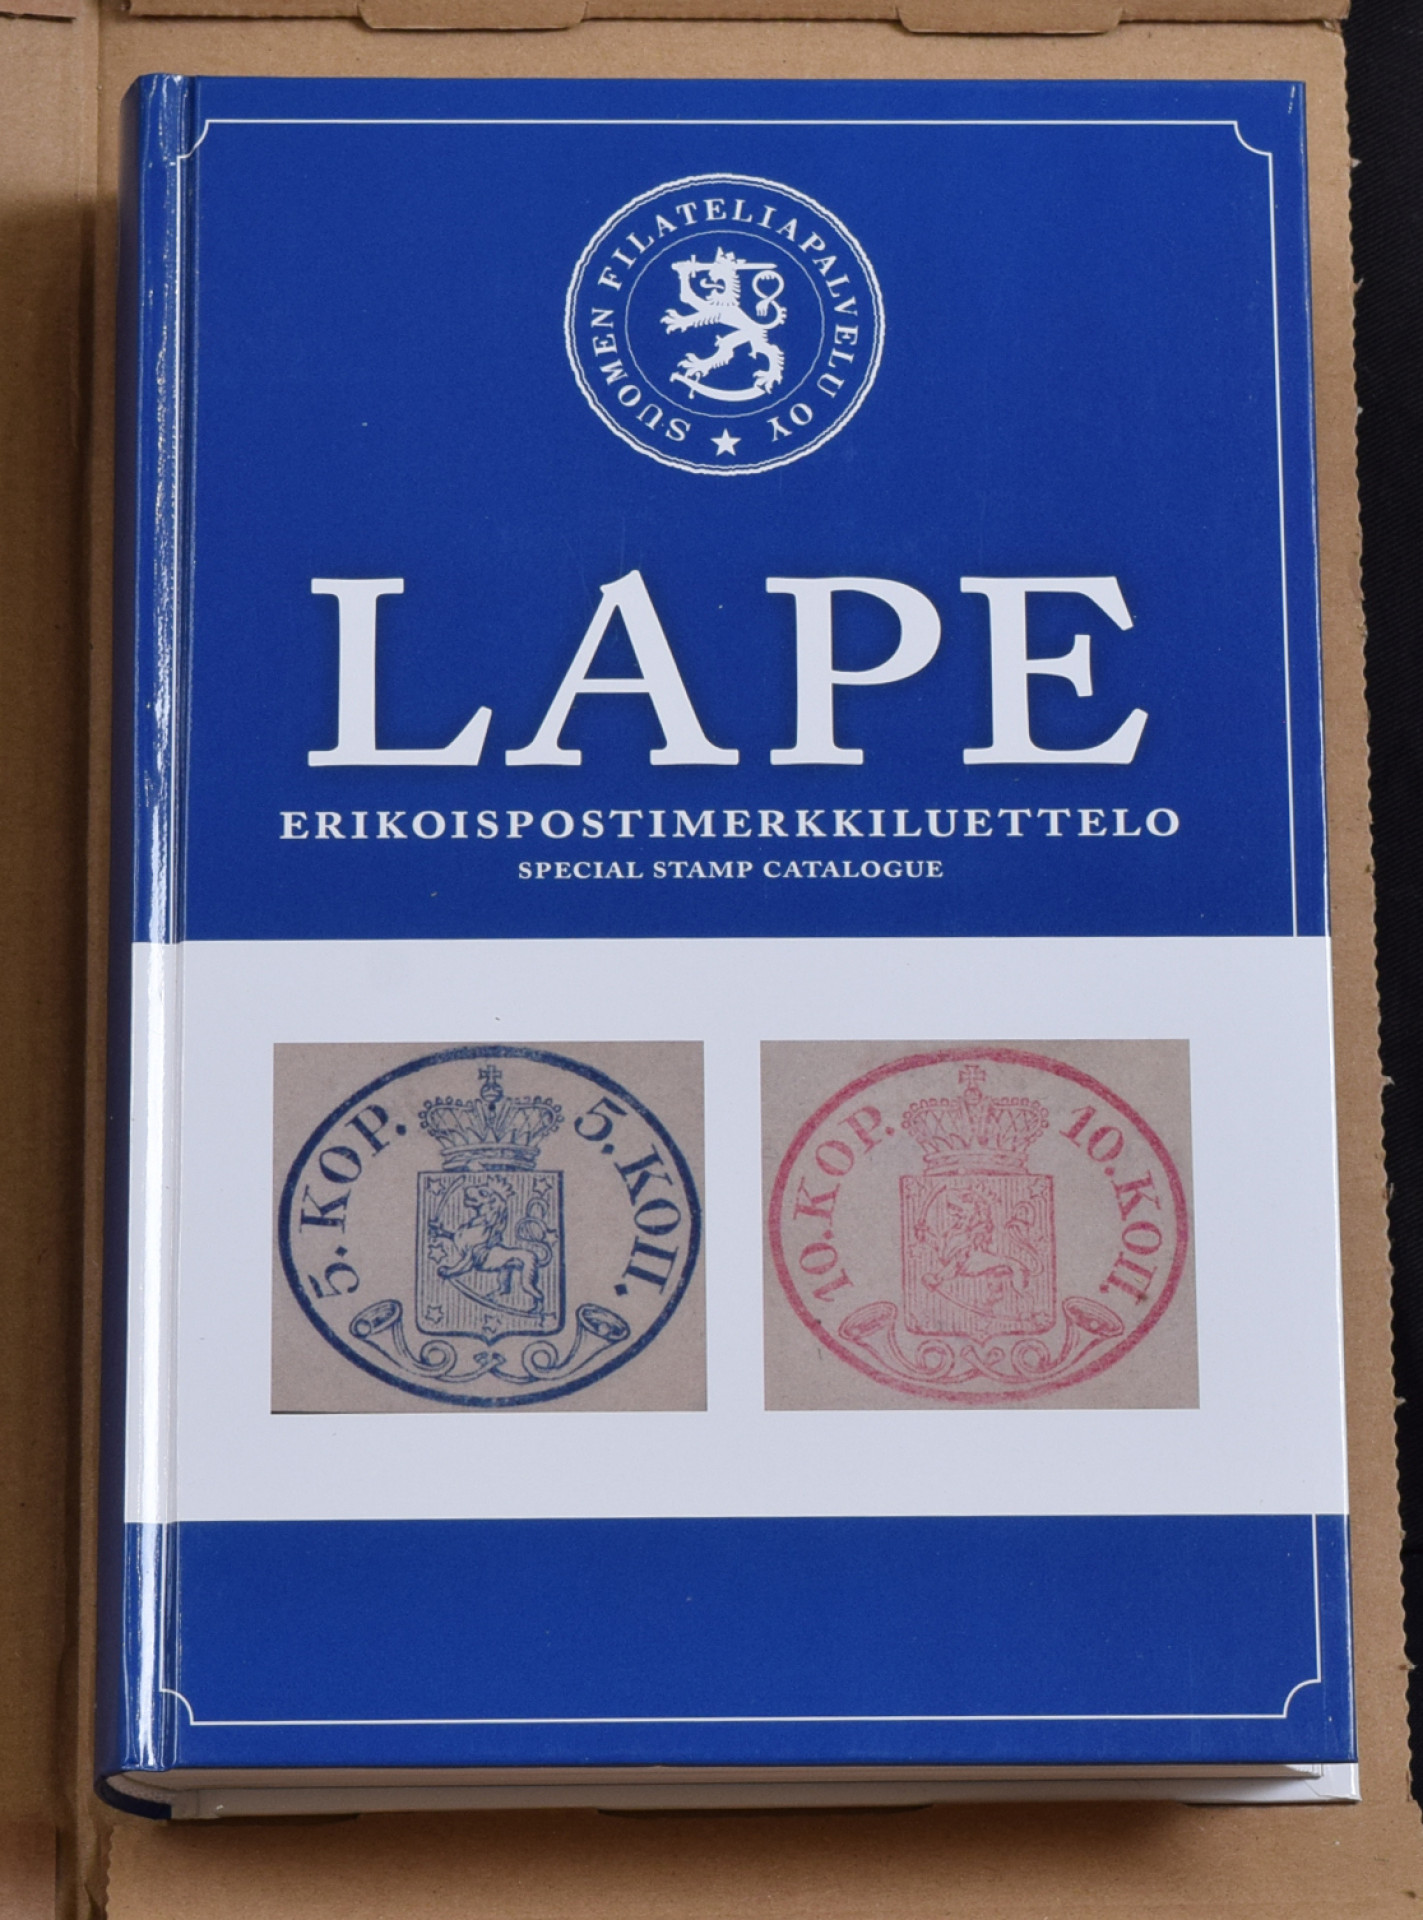 SUOMEN FILATELIAPALVELU OY
LAPE
ERIKOISPOSTIMERKKILUETTELO
SPECIAL STAMP CATALOGUE
5. KOP. 5. КОП.
10. KOP. 10. КОП.